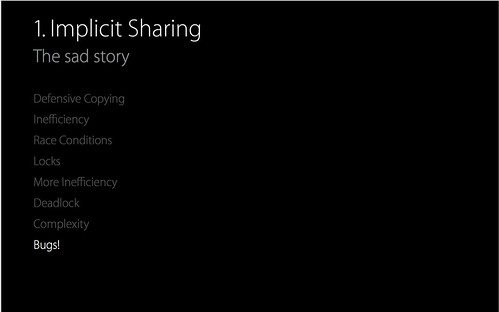 1. Implicit Sharing
The sad story
Defensive Copying
Inefficiency
Race Conditions
Locks
More Inefficiency
Deadlock
Complexity
Bugs!